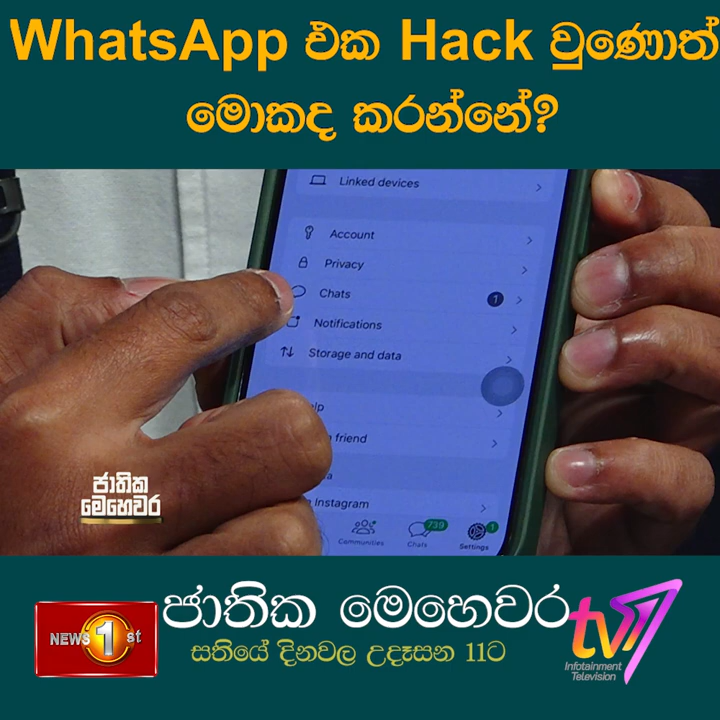 WhatsApp එක Hack වුණොත්
මොකද කරන්නේ?
Linked devices
Account
Privacy
Chats 1
Notifications
Storage and data
friend
Instagram
Communities
Chats 739
Settings 1
ජාතික
මෙහෙවර
NEWS 1st
ජාතික මෙහෙවර
සතියේ දිනවල උදෑසන 11ට
tv1
Infotainment
Television